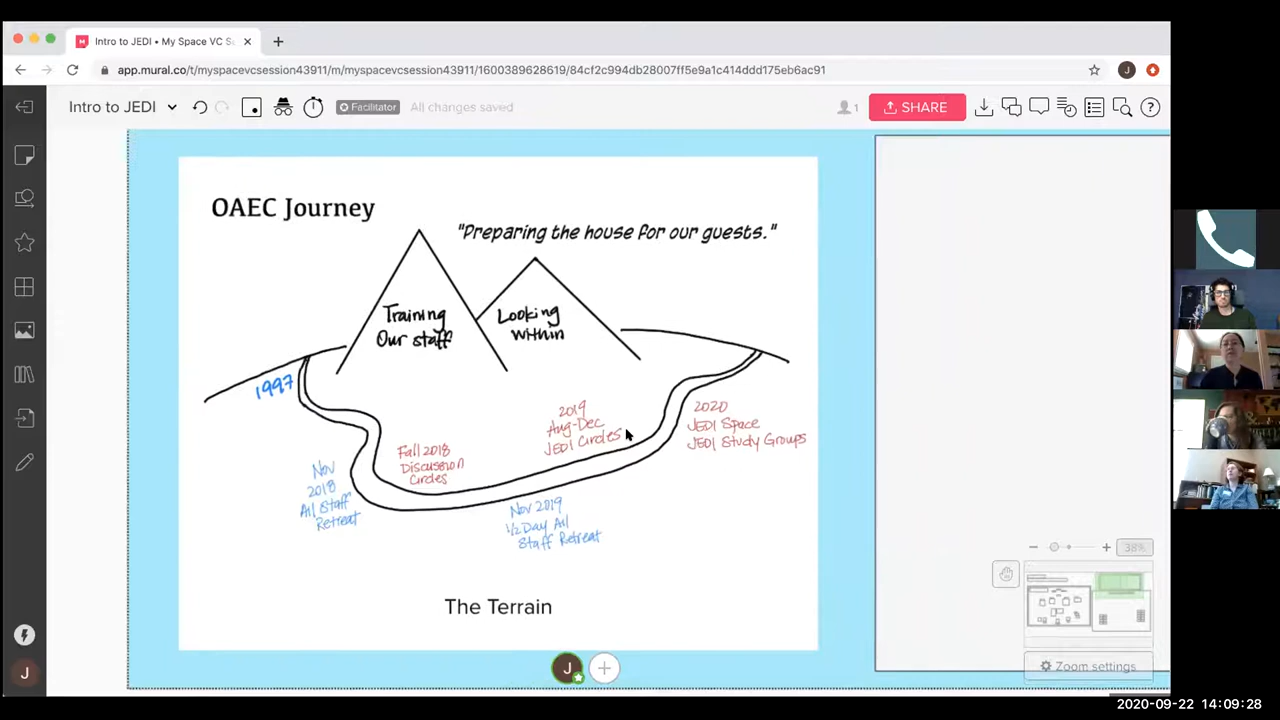 Intro to JEDI • My Space VC S
app.mural.co/t/myspacevcsession43911/m/myspacevcsession43911/1600389628619/84cf2c994db28007ff5e9a1c414ddd175eb6ac91
J
Intro to JEDI
Facilitator
All changes saved
1
SHARE
?
OAEC Journey
"Preparing the house for our guests."
Training
Our staff
Looking
within
1997
Fall 2018
Discussion
Circles
2019
Aug-Dec
JEDI Circles
2020
JEDI Space
JEDI Study Groups
Nov
2018
All Staff
Retreat
Nov 2019
1/2 Day All
Staff Retreat
The Terrain
38%
Zoom settings
J
J
2020-09-22 14:09:28